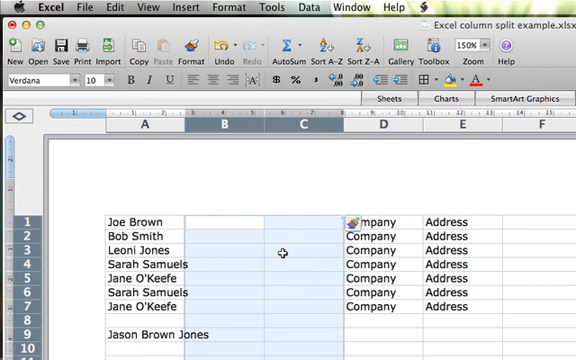 Excel File Edit View Insert Format Tools Data Window Help
Excel column split example.xlsx
New Open Save Print Import Copy Paste Format Undo Redo AutoSum Sort A-Z Sort Z-A Gallery Toolbox Zoom Help
150%
Verdana 10 B I U $ % A
Sheets Charts SmartArt Graphics
A B C D E F
1 Joe Brown Company Address
2 Bob Smith Company Address
3 Leoni Jones Company Address
4 Sarah Samuels Company Address
5 Jane O'Keefe Company Address
6 Sarah Samuels Company Address
7 Jane O'Keefe Company Address
8
9 Jason Brown Jones
10